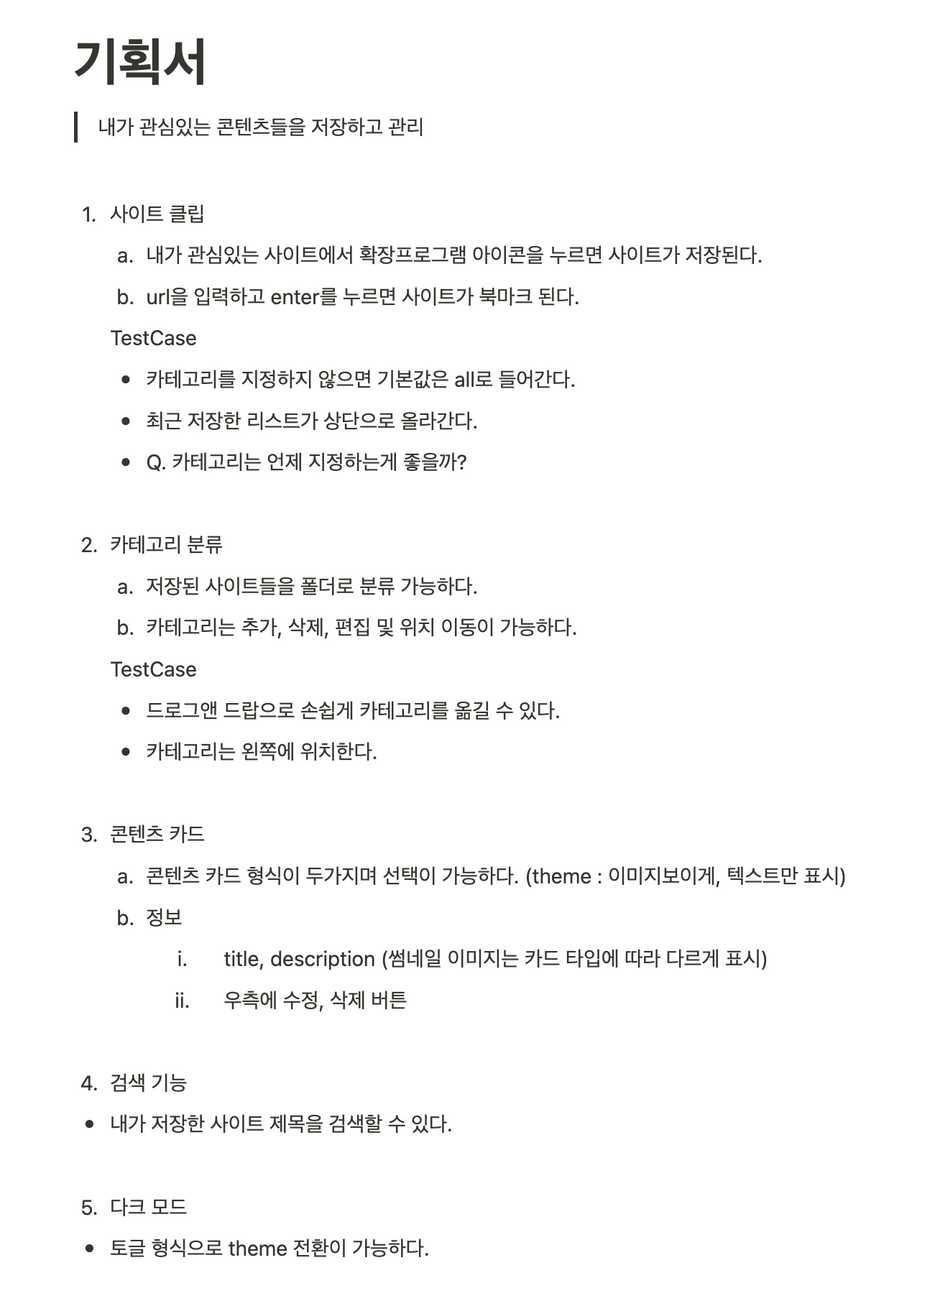 기획서
내가 관심있는 콘텐츠들을 저장하고 관리
1. 사이트 클립
a. 내가 관심있는 사이트에서 확장프로그램 아이콘을 누르면 사이트가 저장된다.
b. url을 입력하고 enter를 누르면 사이트가 북마크 된다.
TestCase
• 카테고리를 지정하지 않으면 기본값은 all로 들어간다.
• 최근 저장한 리스트가 상단으로 올라간다.
• Q. 카테고리는 언제 지정하는게 좋을까?
2. 카테고리 분류
a. 저장된 사이트들을 폴더로 분류 가능하다.
b. 카테고리는 추가, 삭제, 편집 및 위치 이동이 가능하다.
TestCase
• 드로그앤 드랍으로 손쉽게 카테고리를 옮길 수 있다.
• 카테고리는 왼쪽에 위치한다.
3. 콘텐츠 카드
a. 콘텐츠 카드 형식이 두가지며 선택이 가능하다. (theme : 이미지보이게, 텍스트만 표시)
b. 정보
i. title, description (썸네일 이미지는 카드 타입에 따라 다르게 표시)
ii. 우측에 수정, 삭제 버튼
4. 검색 기능
• 내가 저장한 사이트 제목을 검색할 수 있다.
5. 다크 모드
• 토글 형식으로 theme 전환이 가능하다.